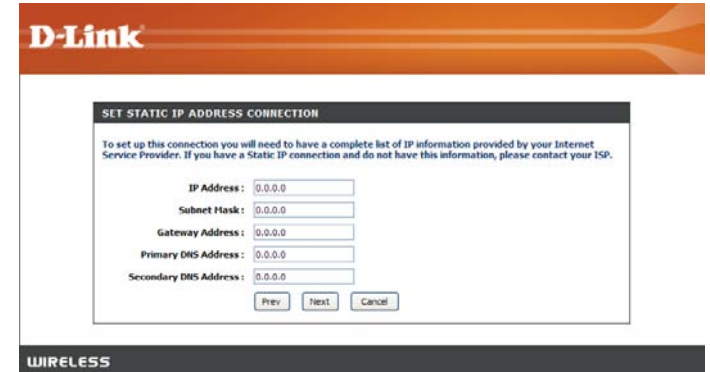 D-Link
SET STATIC IP ADDRESS CONNECTION
To set up this connection you will need to have a complete list of IP information provided by your Internet
Service Provider. If you have a Static IP connection and do not have this information, please contact your ISP.
IP Address : 0.0.0.0
Subnet Mask : 0.0.0.0
Gateway Address : 0.0.0.0
Primary DNS Address : 0.0.0.0
Secondary DNS Address : 0.0.0.0
Prev Next Cancel
WIRELESS